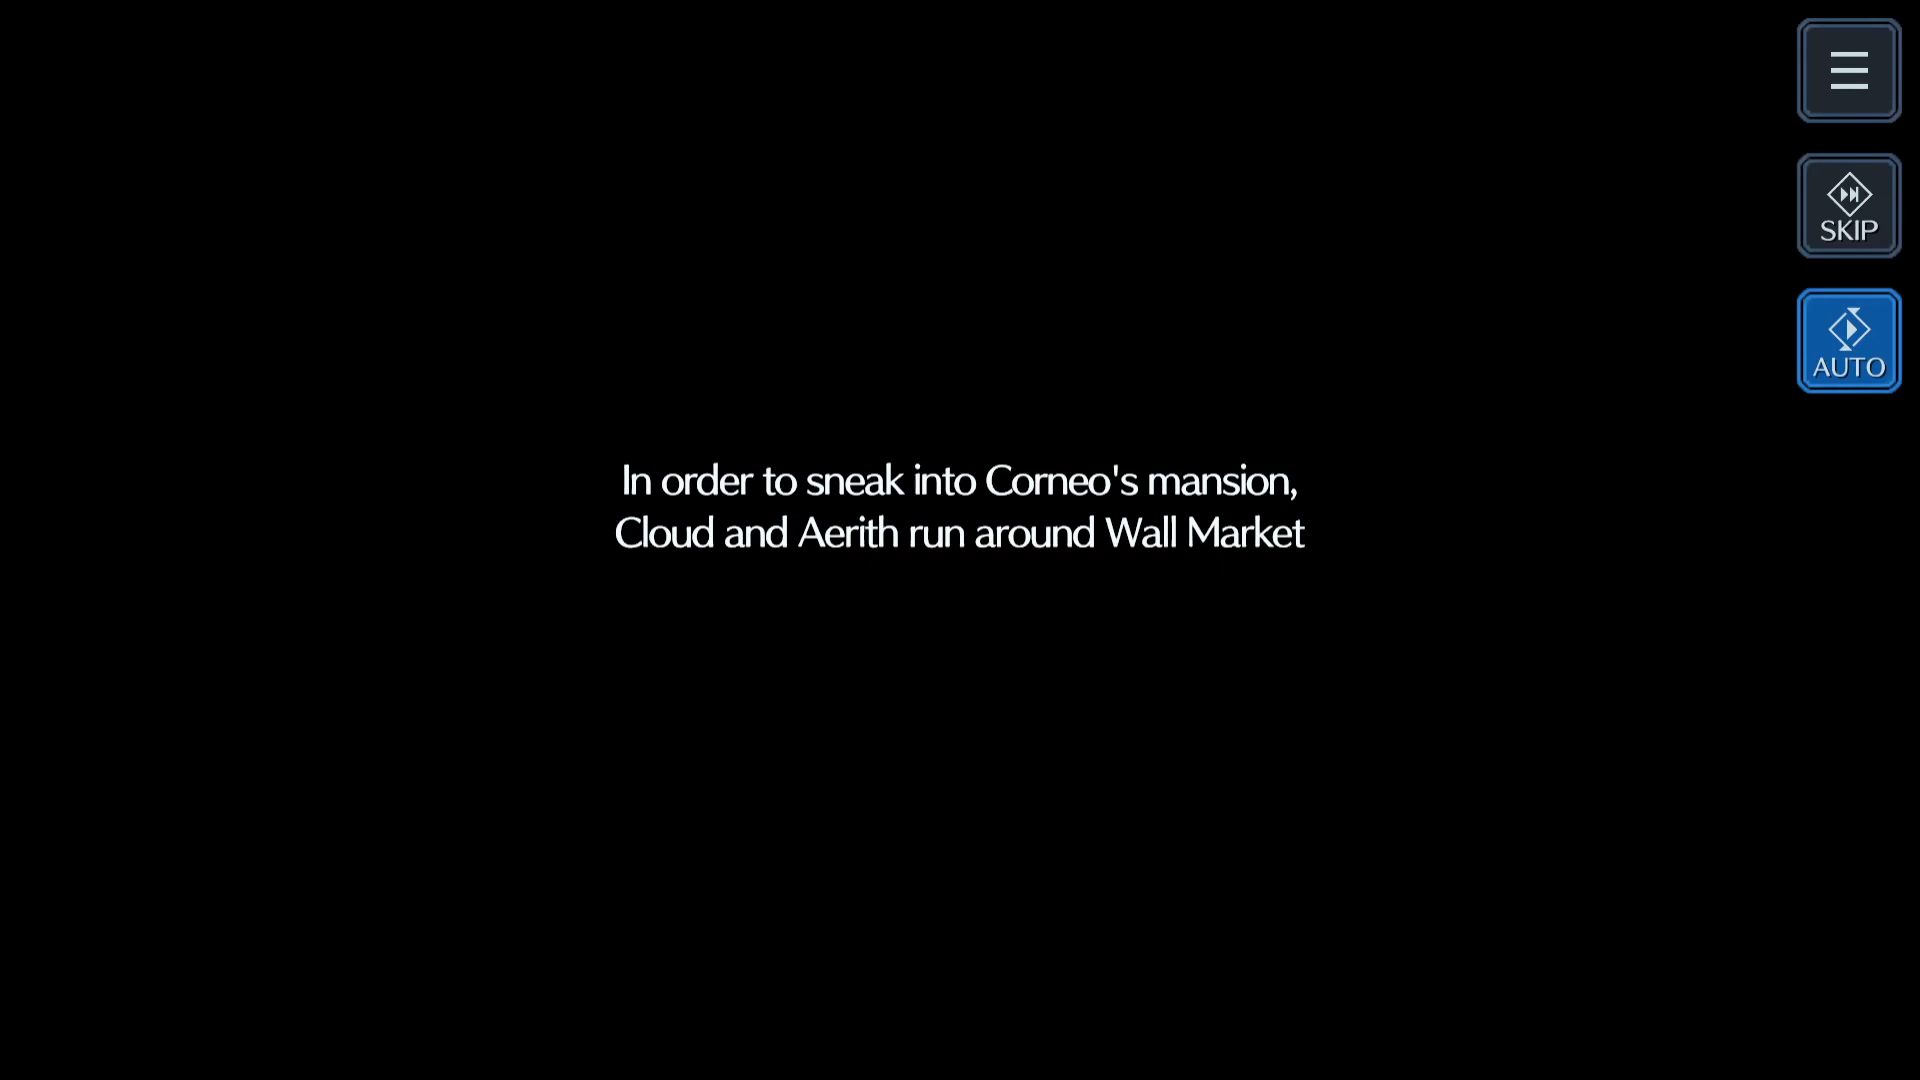 SKIP
AUTO
In order to sneak into Corneo's mansion,
Cloud and Aerith run around Wall Market